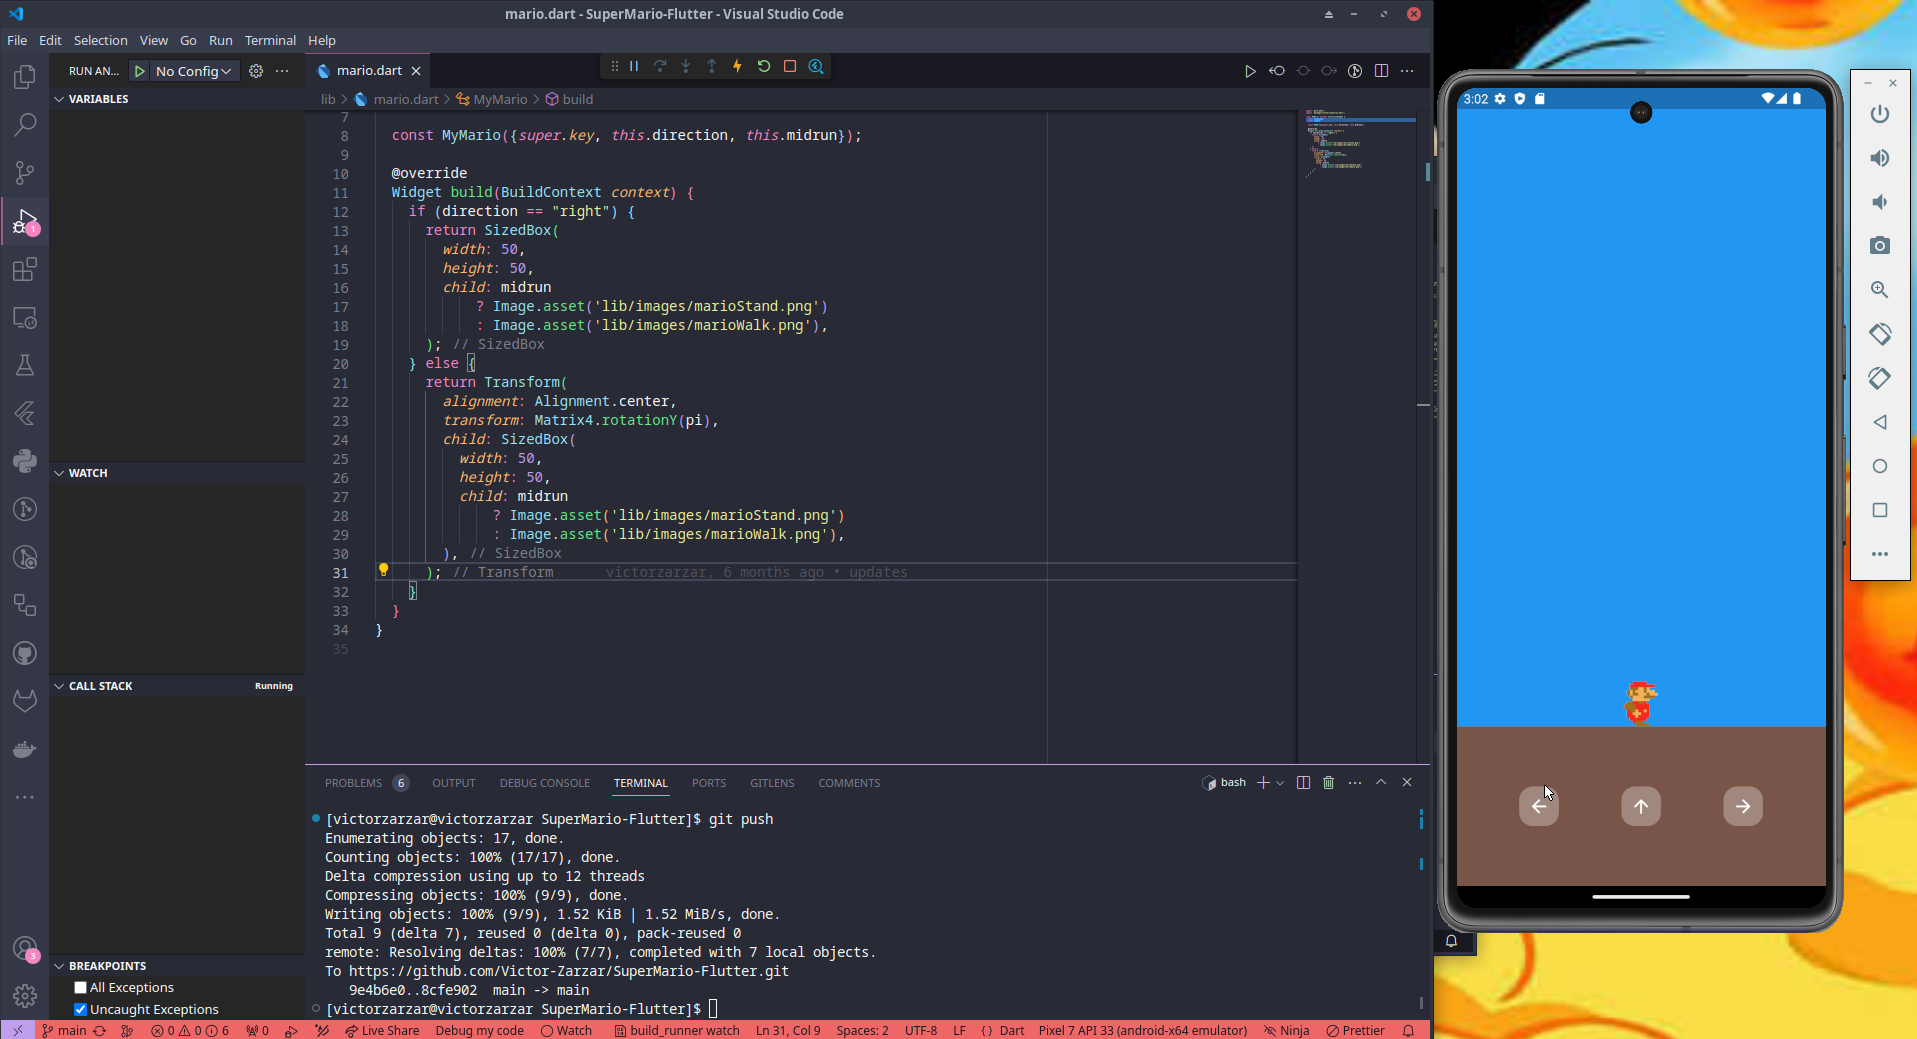 mario.dart - SuperMario-Flutter - Visual Studio Code
File Edit Selection View Go Run Terminal Help
RUN AN... No Config
VARIABLES
WATCH
CALL STACK Running
BREAKPOINTS
All Exceptions
Uncaught Exceptions
1
3
mario.dart
lib > mario.dart > MyMario > build
7
8 const MyMario({super.key, this.direction, this.midrun});
9
10 @override
11 Widget build(BuildContext context) {
12 if (direction == "right") {
13 return SizedBox(
14 width: 50,
15 height: 50,
16 child: midrun
17 ? Image.asset('lib/images/marioStand.png')
18 : Image.asset('lib/images/marioWalk.png'),
19 ); // SizedBox
20 } else {
21 return Transform(
22 alignment: Alignment.center,
23 transform: Matrix4.rotationY(pi),
24 child: SizedBox(
25 width: 50,
26 height: 50,
27 child: midrun
28 ? Image.asset('lib/images/marioStand.png')
29 : Image.asset('lib/images/marioWalk.png'),
30 ), // SizedBox
31 ); // Transform victorzarzar, 6 months ago • updates
32 }
33 }
34 }
35
PROBLEMS 6 OUTPUT DEBUG CONSOLE TERMINAL PORTS GITLENS COMMENTS bash
[victorzarzar@victorzarzar SuperMario-Flutter]$ git push
Enumerating objects: 17, done.
Counting objects: 100% (17/17), done.
Delta compression using up to 12 threads
Compressing objects: 100% (9/9), done.
Writing objects: 100% (9/9), 1.52 KiB | 1.52 MiB/s, done.
Total 9 (delta 7), reused 0 (delta 0), pack-reused 0
remote: Resolving deltas: 100% (7/7), completed with 7 local objects.
To https://github.com/Victor-Zarzar/SuperMario-Flutter.git
9e4b6e0..8cfe902 main -> main
[victorzarzar@victorzarzar SuperMario-Flutter]$
main 0 0 6 0 Live Share Debug my code Watch build_runner watch Ln 31, Col 9 Spaces: 2 UTF-8 LF { } Dart Pixel 7 API 33 (android-x64 emulator) Ninja Prettier
3:02